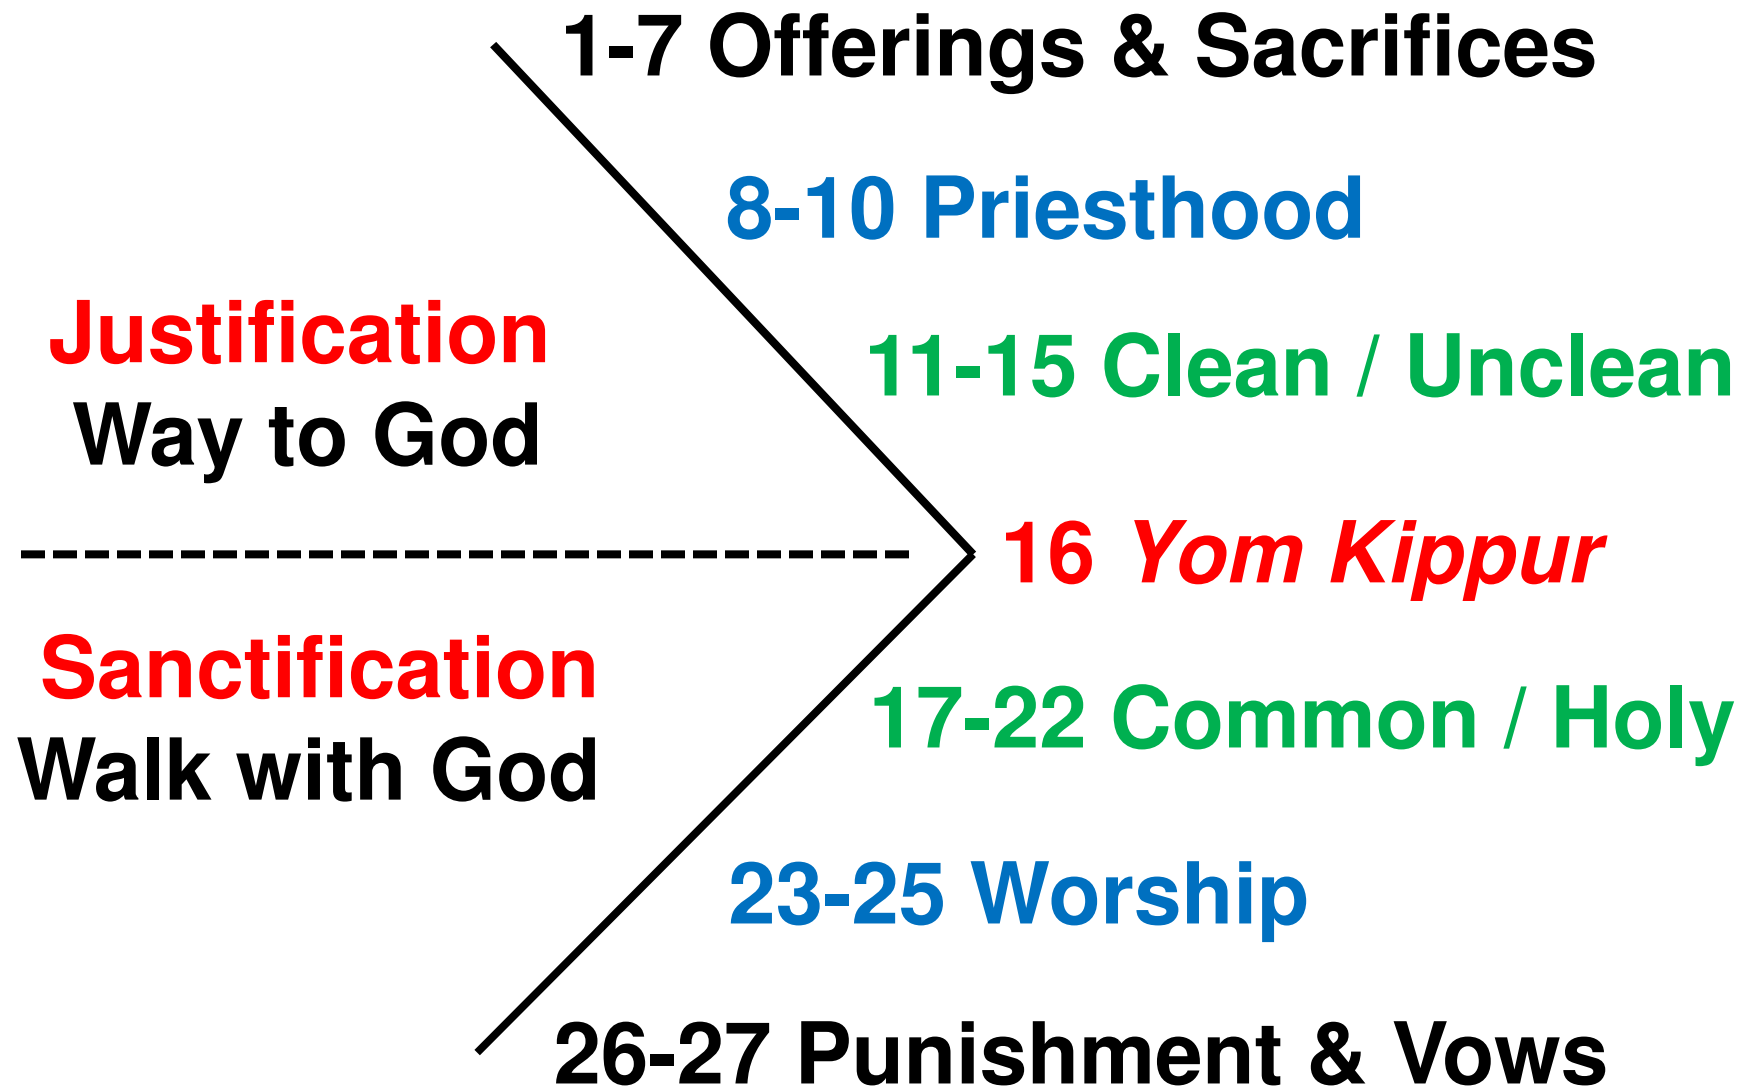 1-7 Offerings & Sacrifices
8-10 Priesthood
11-15 Clean / Unclean
Justification
Way to God
16 Yom Kippur
Sanctification
Walk with God
17-22 Common / Holy
23-25 Worship
26-27 Punishment & Vows